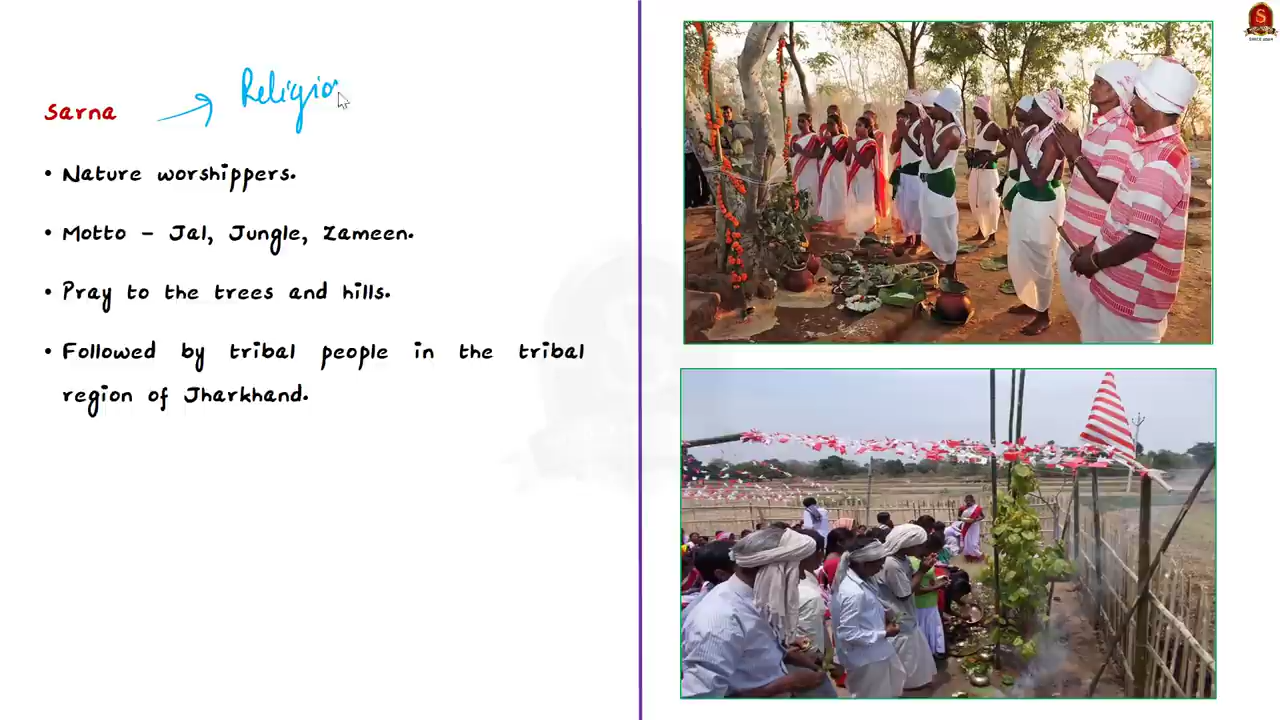 Sarna
Religio
• Nature worshippers.
• Motto – Jal, Jungle, Zameen.
• Pray to the trees and hills.
• Followed by tribal people in the tribal
region of Jharkhand.
S